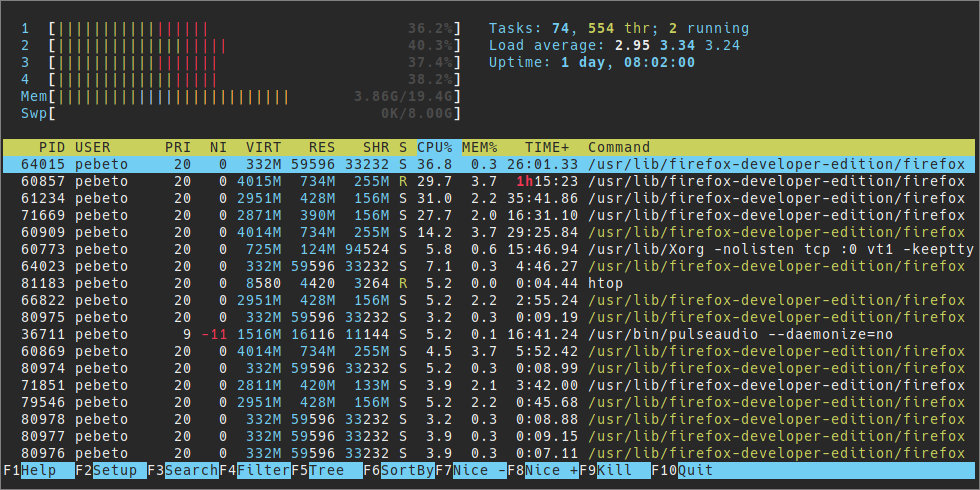 1 [|||||||||||||||| 36.2%] Tasks: 74, 554 thr; 2 running
2 [|||||||||||||||||| 40.3%] Load average: 2.95 3.34 3.24
3 [||||||||||||||||| 37.4%] Uptime: 1 day, 08:02:00
4 [||||||||||||||||| 38.2%]
Mem[||||||||||||||||||||||||| 3.86G/19.4G]
Swp[ 0K/8.00G]
PID USER PRI NI VIRT RES SHR S CPU% MEM% TIME+ Command
64015 pebeto 20 0 332M 59596 33232 S 36.8 0.3 26:01.33 /usr/lib/firefox-developer-edition/firefox
60857 pebeto 20 0 4015M 734M 255M R 29.7 3.7 1h15:23 /usr/lib/firefox-developer-edition/firefox
61234 pebeto 20 0 2951M 428M 156M S 31.0 2.2 35:41.86 /usr/lib/firefox-developer-edition/firefox
71669 pebeto 20 0 2871M 390M 156M S 27.7 2.0 16:31.10 /usr/lib/firefox-developer-edition/firefox
60909 pebeto 20 0 4014M 734M 255M S 14.2 3.7 29:25.84 /usr/lib/firefox-developer-edition/firefox
60773 pebeto 20 0 725M 124M 94524 S 5.8 0.6 15:46.94 /usr/lib/Xorg -nolisten tcp :0 vt1 -keeptty
64023 pebeto 20 0 332M 59596 33232 S 7.1 0.3 4:46.27 /usr/lib/firefox-developer-edition/firefox
81183 pebeto 20 0 8580 4420 3264 R 5.2 0.0 0:04.44 htop
66822 pebeto 20 0 2951M 428M 156M S 5.2 2.2 2:55.24 /usr/lib/firefox-developer-edition/firefox
80975 pebeto 20 0 332M 59596 33232 S 3.2 0.3 0:09.19 /usr/lib/firefox-developer-edition/firefox
36711 pebeto 9 -11 1516M 16116 11144 S 5.2 0.1 16:41.24 /usr/bin/pulseaudio --daemonize=no
60869 pebeto 20 0 4014M 734M 255M S 4.5 3.7 5:52.42 /usr/lib/firefox-developer-edition/firefox
80974 pebeto 20 0 332M 59596 33232 S 5.2 0.3 0:08.99 /usr/lib/firefox-developer-edition/firefox
71851 pebeto 20 0 2811M 420M 133M S 3.9 2.1 3:42.00 /usr/lib/firefox-developer-edition/firefox
79546 pebeto 20 0 2951M 428M 156M S 5.2 2.2 0:45.68 /usr/lib/firefox-developer-edition/firefox
80978 pebeto 20 0 332M 59596 33232 S 3.2 0.3 0:08.88 /usr/lib/firefox-developer-edition/firefox
80977 pebeto 20 0 332M 59596 33232 S 3.9 0.3 0:09.15 /usr/lib/firefox-developer-edition/firefox
80976 pebeto 20 0 332M 59596 33232 S 3.9 0.3 0:07.11 /usr/lib/firefox-developer-edition/firefox
F1Help F2Setup F3SearchF4FilterF5Tree F6SortByF7Nice -F8Nice +F9Kill F10Quit